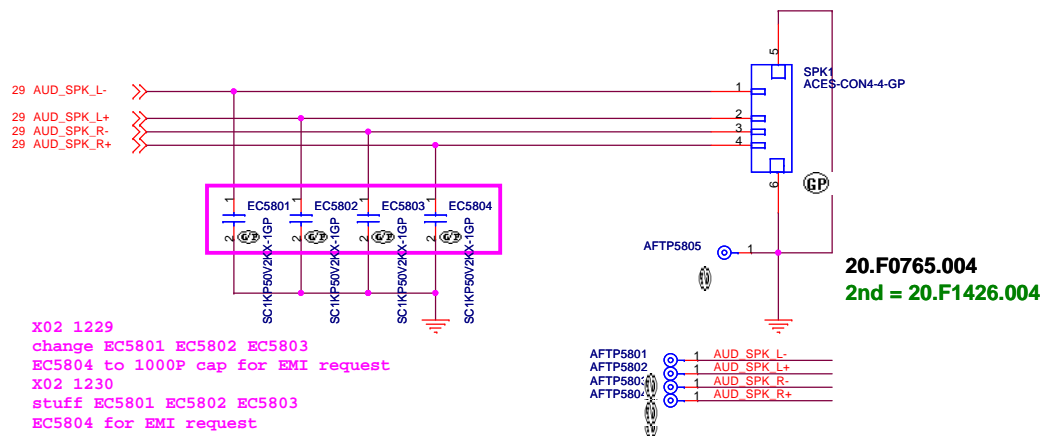 5
SPK1
ACES-CON4-4-GP
29 AUD_SPK_L-
1
29 AUD_SPK_L+
2
29 AUD_SPK_R-
3
29 AUD_SPK_R+
4
6
GP
1 EC5801
1 EC5802
1 EC5803
1 EC5804
2 G/P
2 G/P
2 G/P
2 G/P
SC1KP50V2KX-1GP
SC1KP50V2KX-1GP
SC1KP50V2KX-1GP
SC1KP50V2KX-1GP
AFTP5805
1
20.F0765.004
2nd = 20.F1426.004
X02 1229
change EC5801 EC5802 EC5803
EC5804 to 1000P cap for EMI request
X02 1230
stuff EC5801 EC5802 EC5803
EC5804 for EMI request
AFTP5801 1 AUD_SPK_L-
AFTP5802 1 AUD_SPK_L+
AFTP5803 1 AUD_SPK_R-
AFTP5804 1 AUD_SPK_R+